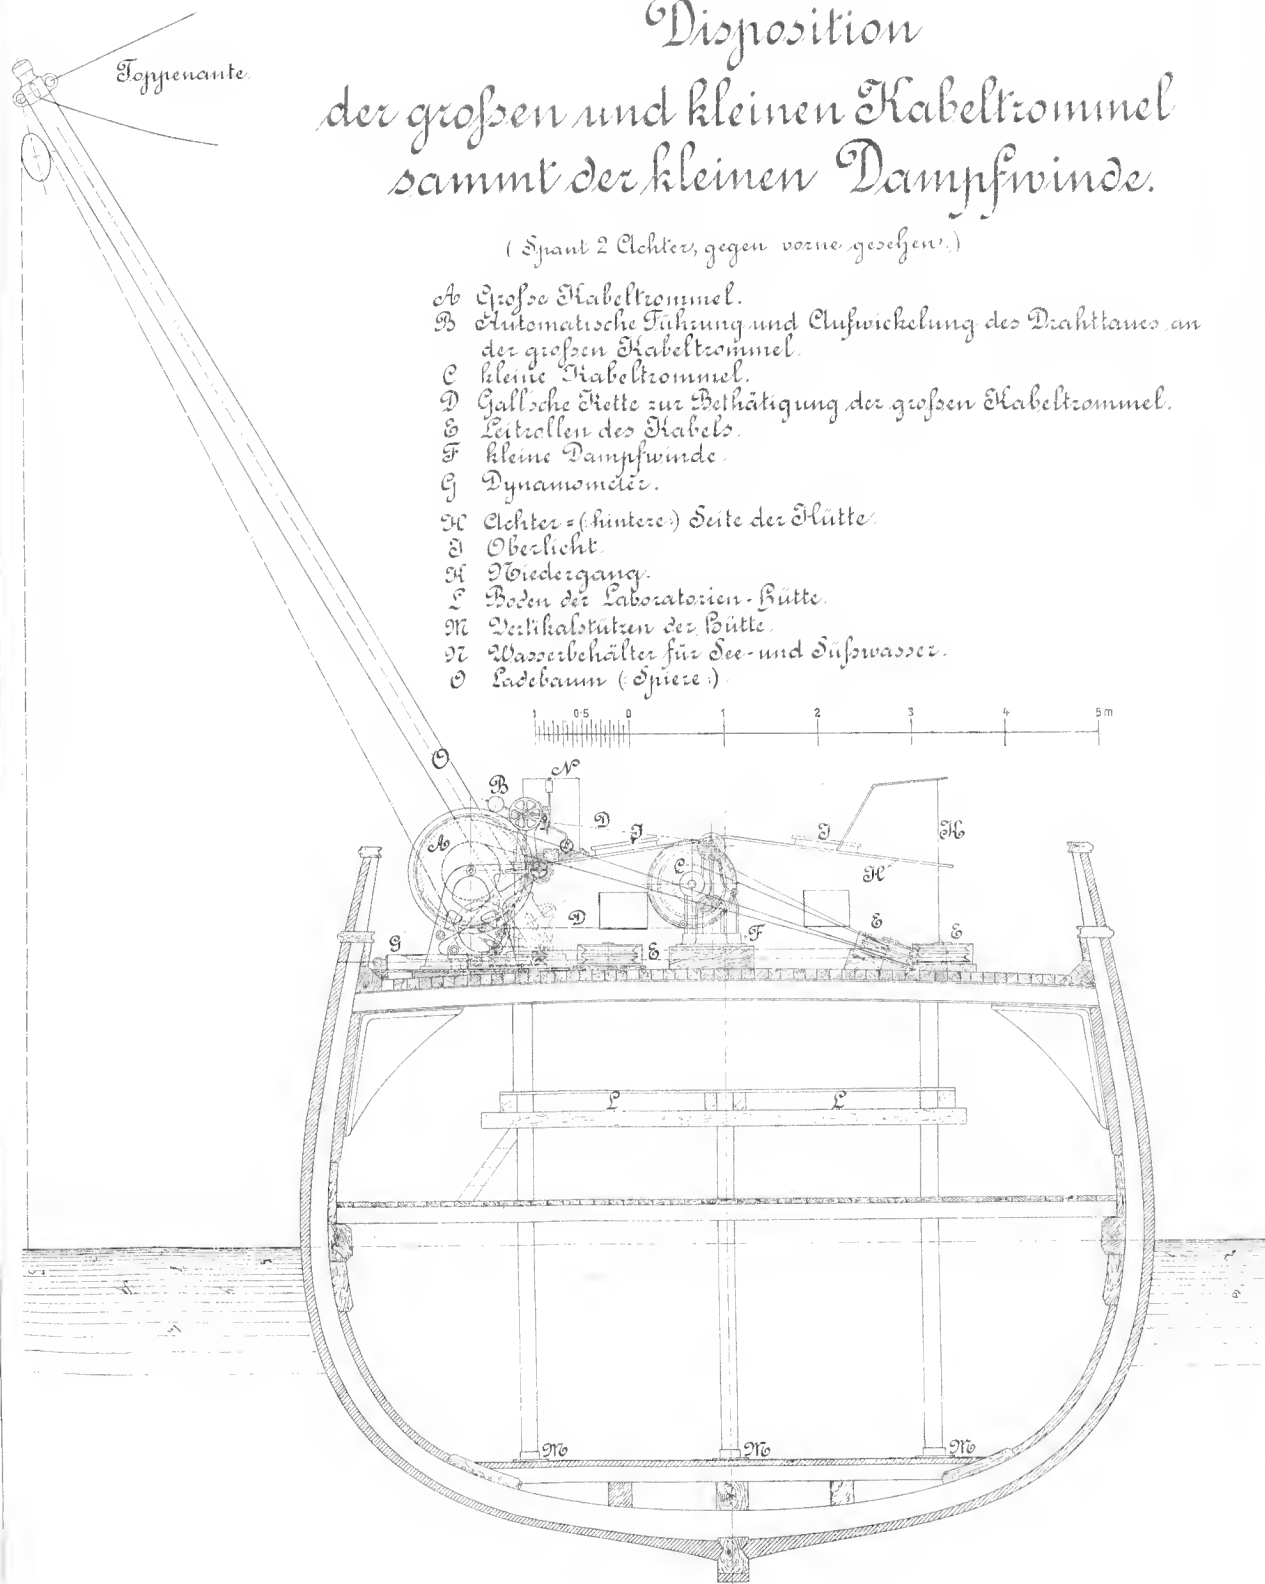 Disposition
Toppenante.
der großen und kleinen Kabeltrommel
sammt der kleinen Dampfwinde.
(Spant 2 Achter, gegen vorne gesehen.)
A Große Kabeltrommel.
B Automatische Führung und Aufwickelung des Drahttaues an
der großen Kabeltrommel.
C kleine Kabeltrommel.
D Gall'sche Kette zur Bethätigung der großen Kabeltrommel.
E Leitrollen des Kabels.
F kleine Dampfwinde.
G Dynamometer.
H Achter=(:hintere:) Seite der Hütte.
J Oberlicht.
K Niedergang.
L Boden der Laboratorien-Hütte.
M Vertikalstützen der Hütte.
N Wasserbehälter für See- und Süßwasser.
O Ladebaum (:Spiere:)
1 0·5 0 1 2 3 4 5 m
O
B N
D J J K
A C H
D E E
G E F
L L
M M M